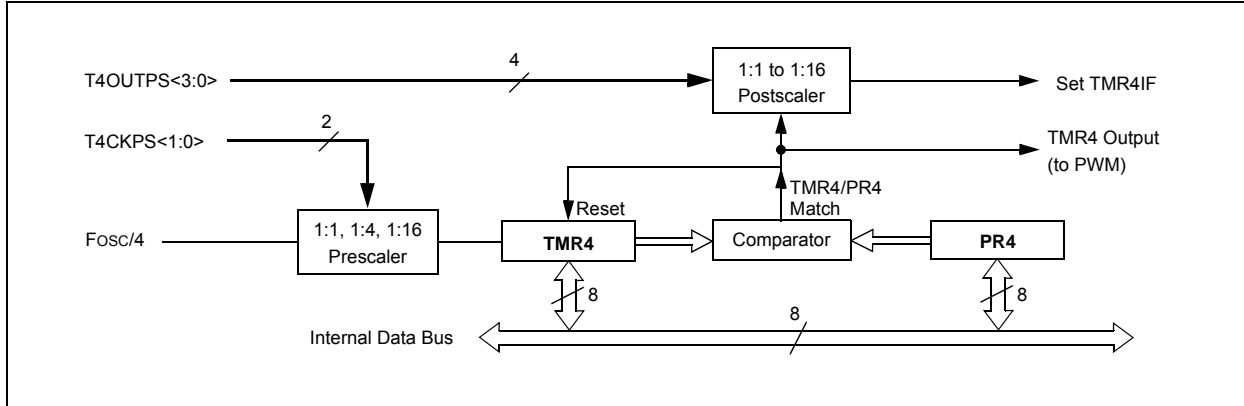 T4OUTPS<3:0>
4
1:1 to 1:16
Postscaler
Set TMR4IF
T4CKPS<1:0>
2
TMR4 Output
(to PWM)
TMR4/PR4
Match
Reset
FOSC/4
1:1, 1:4, 1:16
Prescaler
TMR4
Comparator
PR4
8
8
8
Internal Data Bus